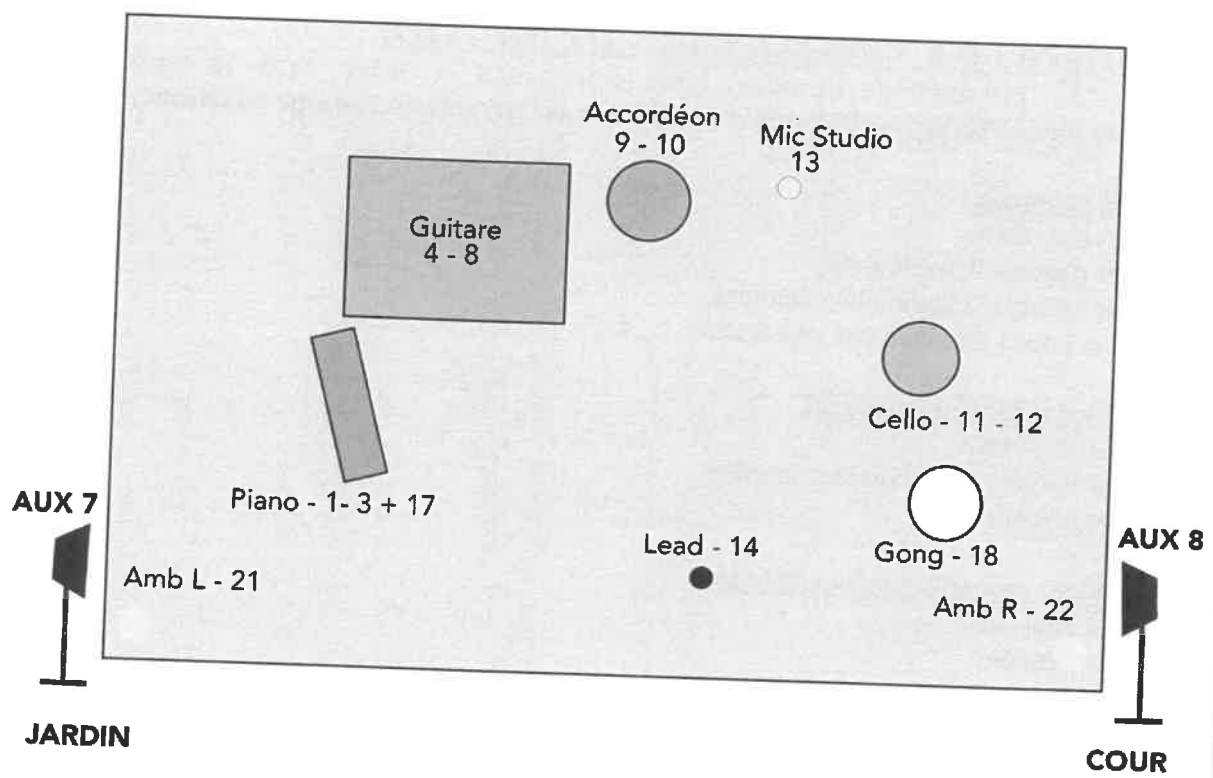 Accordéon
9 - 10
Mic Studio
13
Guitare
4 - 8
Cello - 11 - 12
Piano - 1- 3 + 17
AUX 7
Lead - 14
Gong - 18
AUX 8
Amb L - 21
Amb R - 22
JARDIN
COUR